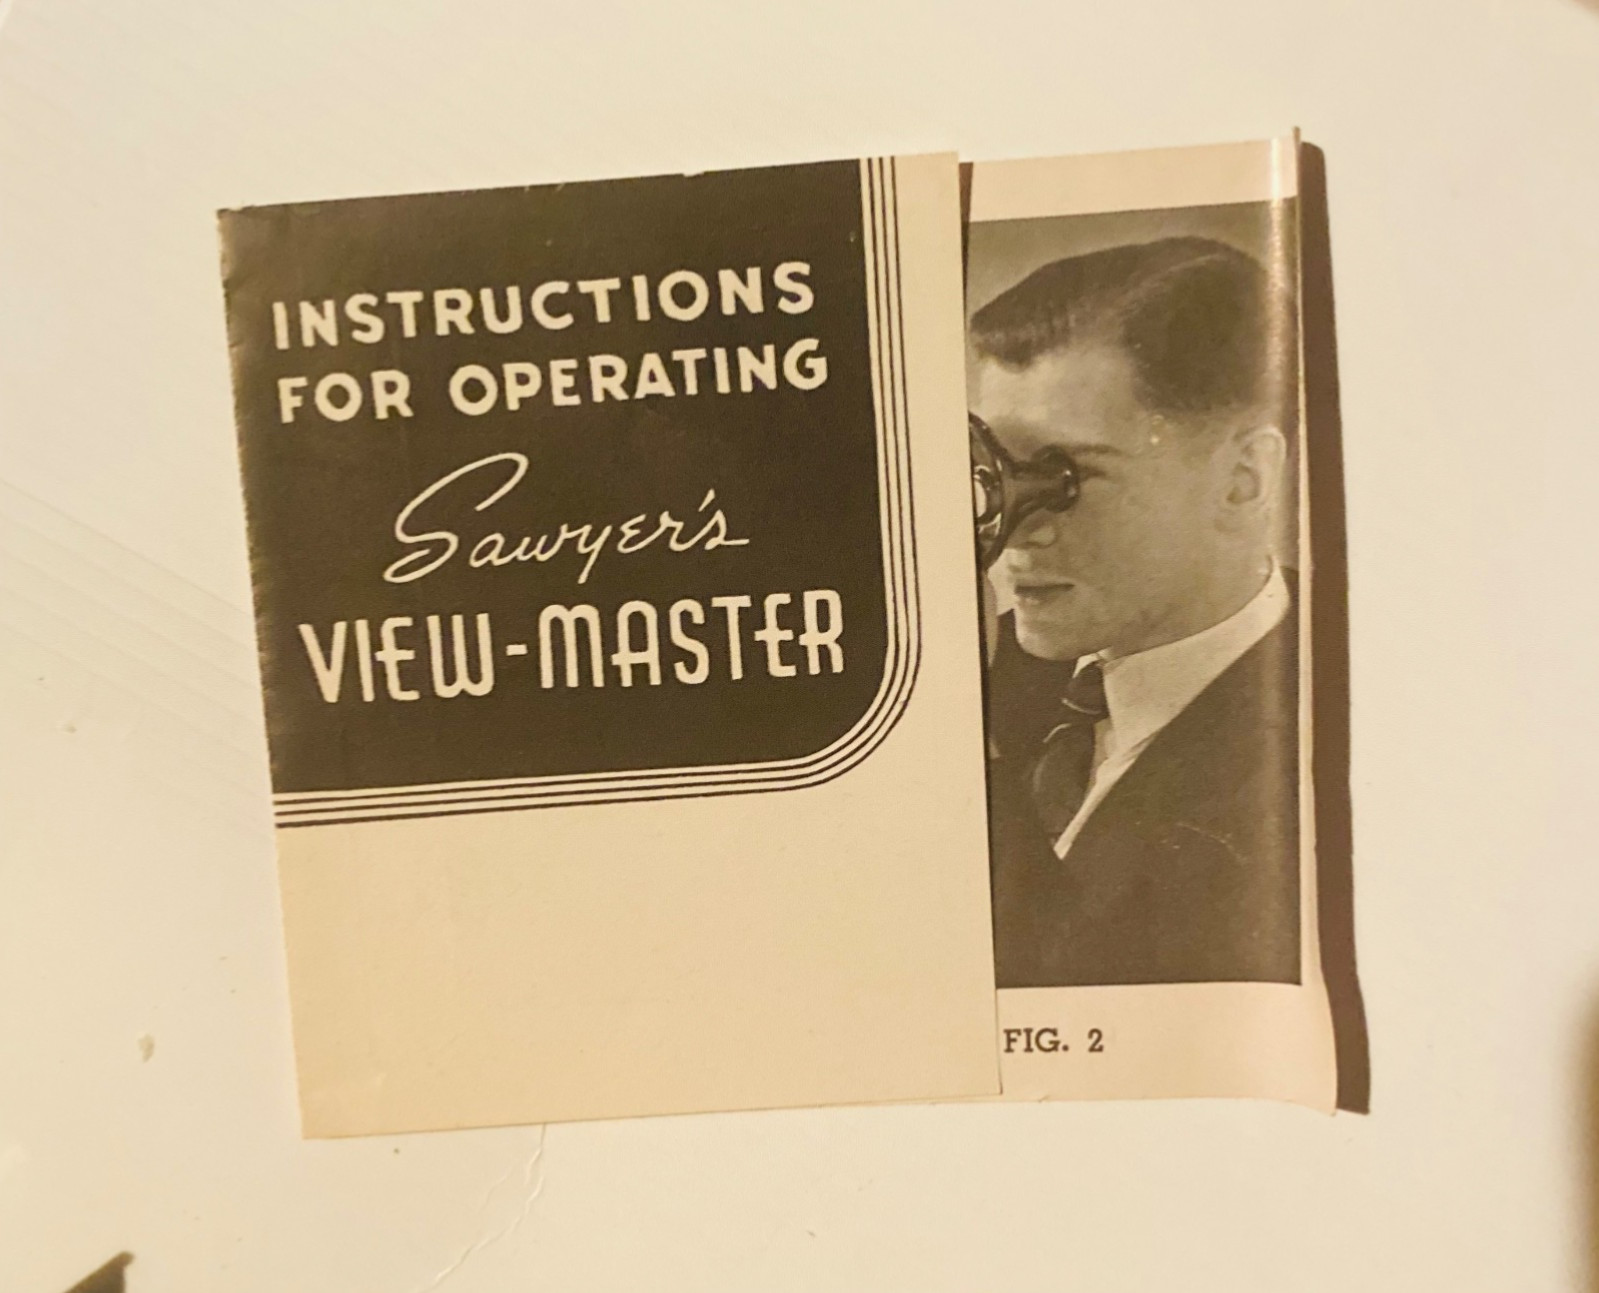 INSTRUCTIONS
FOR OPERATING
Sawyer's
VIEW-MASTER
FIG. 2